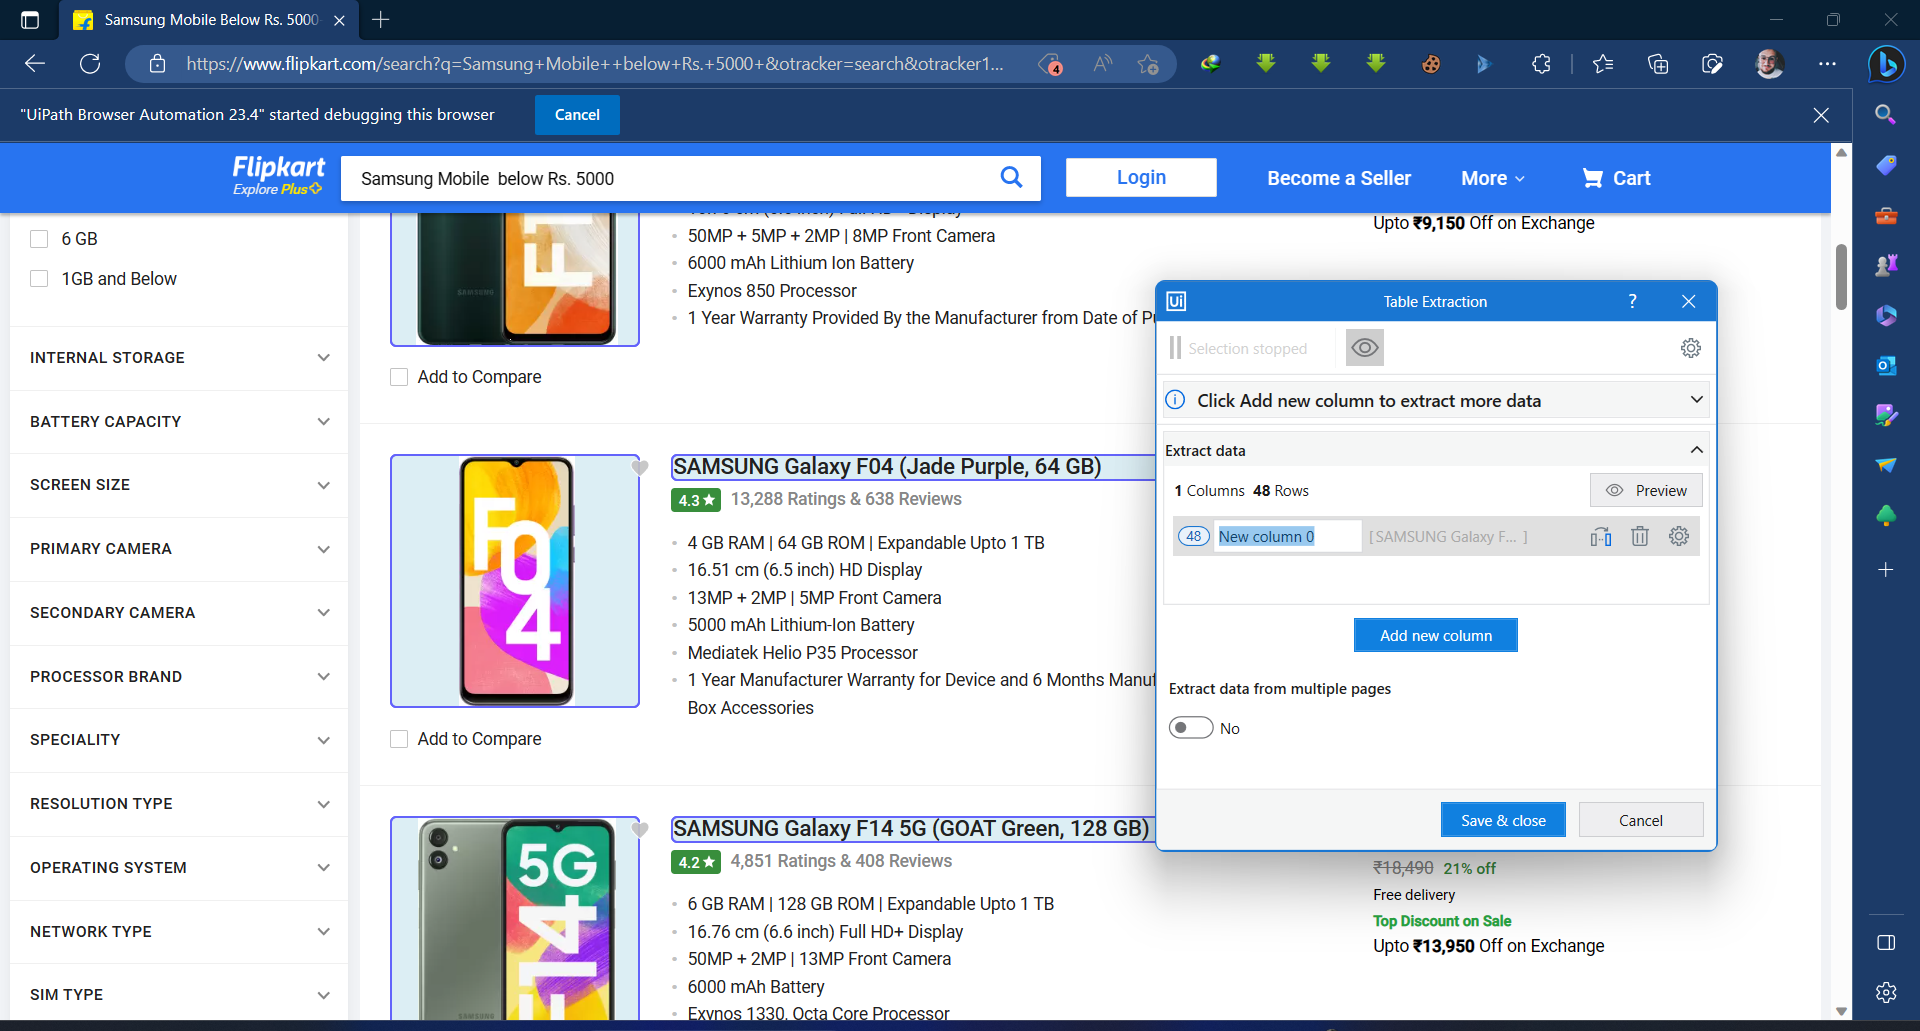 Samsung Mobile Below Rs. 5000
https://www.flipkart.com/search?q=Samsung+Mobile++below+Rs.+5000+&otracker=search&otracker1...
4
"UiPath Browser Automation 23.4" started debugging this browser
Cancel
Flipkart
Explore Plus
Samsung Mobile  below Rs. 5000
Login
Become a Seller
More
Cart
6 GB
1GB and Below
INTERNAL STORAGE
BATTERY CAPACITY
SCREEN SIZE
PRIMARY CAMERA
SECONDARY CAMERA
PROCESSOR BRAND
SPECIALITY
RESOLUTION TYPE
OPERATING SYSTEM
NETWORK TYPE
SIM TYPE
SAMSUNG
50MP + 5MP + 2MP | 8MP Front Camera
6000 mAh Lithium Ion Battery
Exynos 850 Processor
1 Year Warranty Provided By the Manufacturer from Date of
Upto ₹9,150 Off on Exchange
Add to Compare
F04
SAMSUNG Galaxy F04 (Jade Purple, 64 GB)
4.3★ 13,288 Ratings & 638 Reviews
4 GB RAM | 64 GB ROM | Expandable Upto 1 TB
16.51 cm (6.5 inch) HD Display
13MP + 2MP | 5MP Front Camera
5000 mAh Lithium-Ion Battery
Mediatek Helio P35 Processor
1 Year Manufacturer Warranty for Device and 6 Months Manuf
Box Accessories
Add to Compare
5G
F14
SAMSUNG
SAMSUNG Galaxy F14 5G (GOAT Green, 128 GB)
4.2★ 4,851 Ratings & 408 Reviews
6 GB RAM | 128 GB ROM | Expandable Upto 1 TB
16.76 cm (6.6 inch) Full HD+ Display
50MP + 2MP | 13MP Front Camera
6000 mAh Battery
Exynos 1330, Octa Core Processor
₹18,490 21% off
Free delivery
Top Discount on Sale
Upto ₹13,950 Off on Exchange
Ui
Table Extraction
?
Selection stopped
Click Add new column to extract more data
Extract data
1 Columns 48 Rows
Preview
48 New column 0 [SAMSUNG Galaxy F... ]
Add new column
Extract data from multiple pages
No
Save & close
Cancel